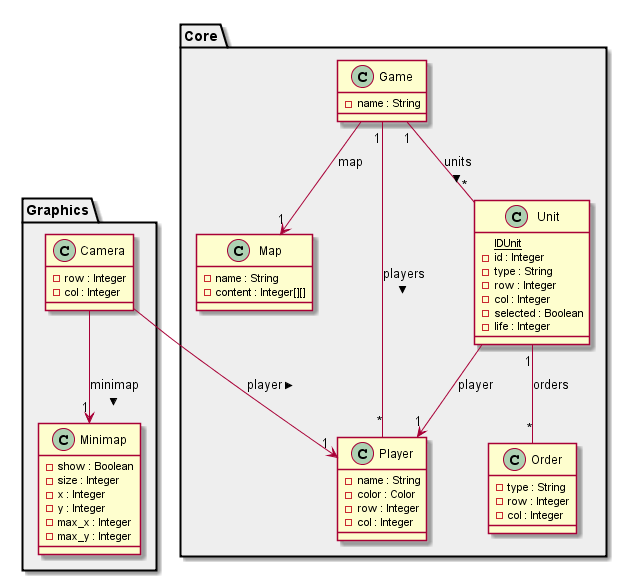 Core
C Game
name : String
1
1
1
map
units
*
players
1
C Map
name : String
content : Integer[][]
C Unit
IDUnit
id : Integer
type : String
row : Integer
col : Integer
selected : Boolean
life : Integer
Graphics
C Camera
row : Integer
col : Integer
minimap
1
player
1
player
1
1
orders
*
*
C Minimap
show : Boolean
size : Integer
x : Integer
y : Integer
max_x : Integer
max_y : Integer
C Player
name : String
color : Color
row : Integer
col : Integer
C Order
type : String
row : Integer
col : Integer